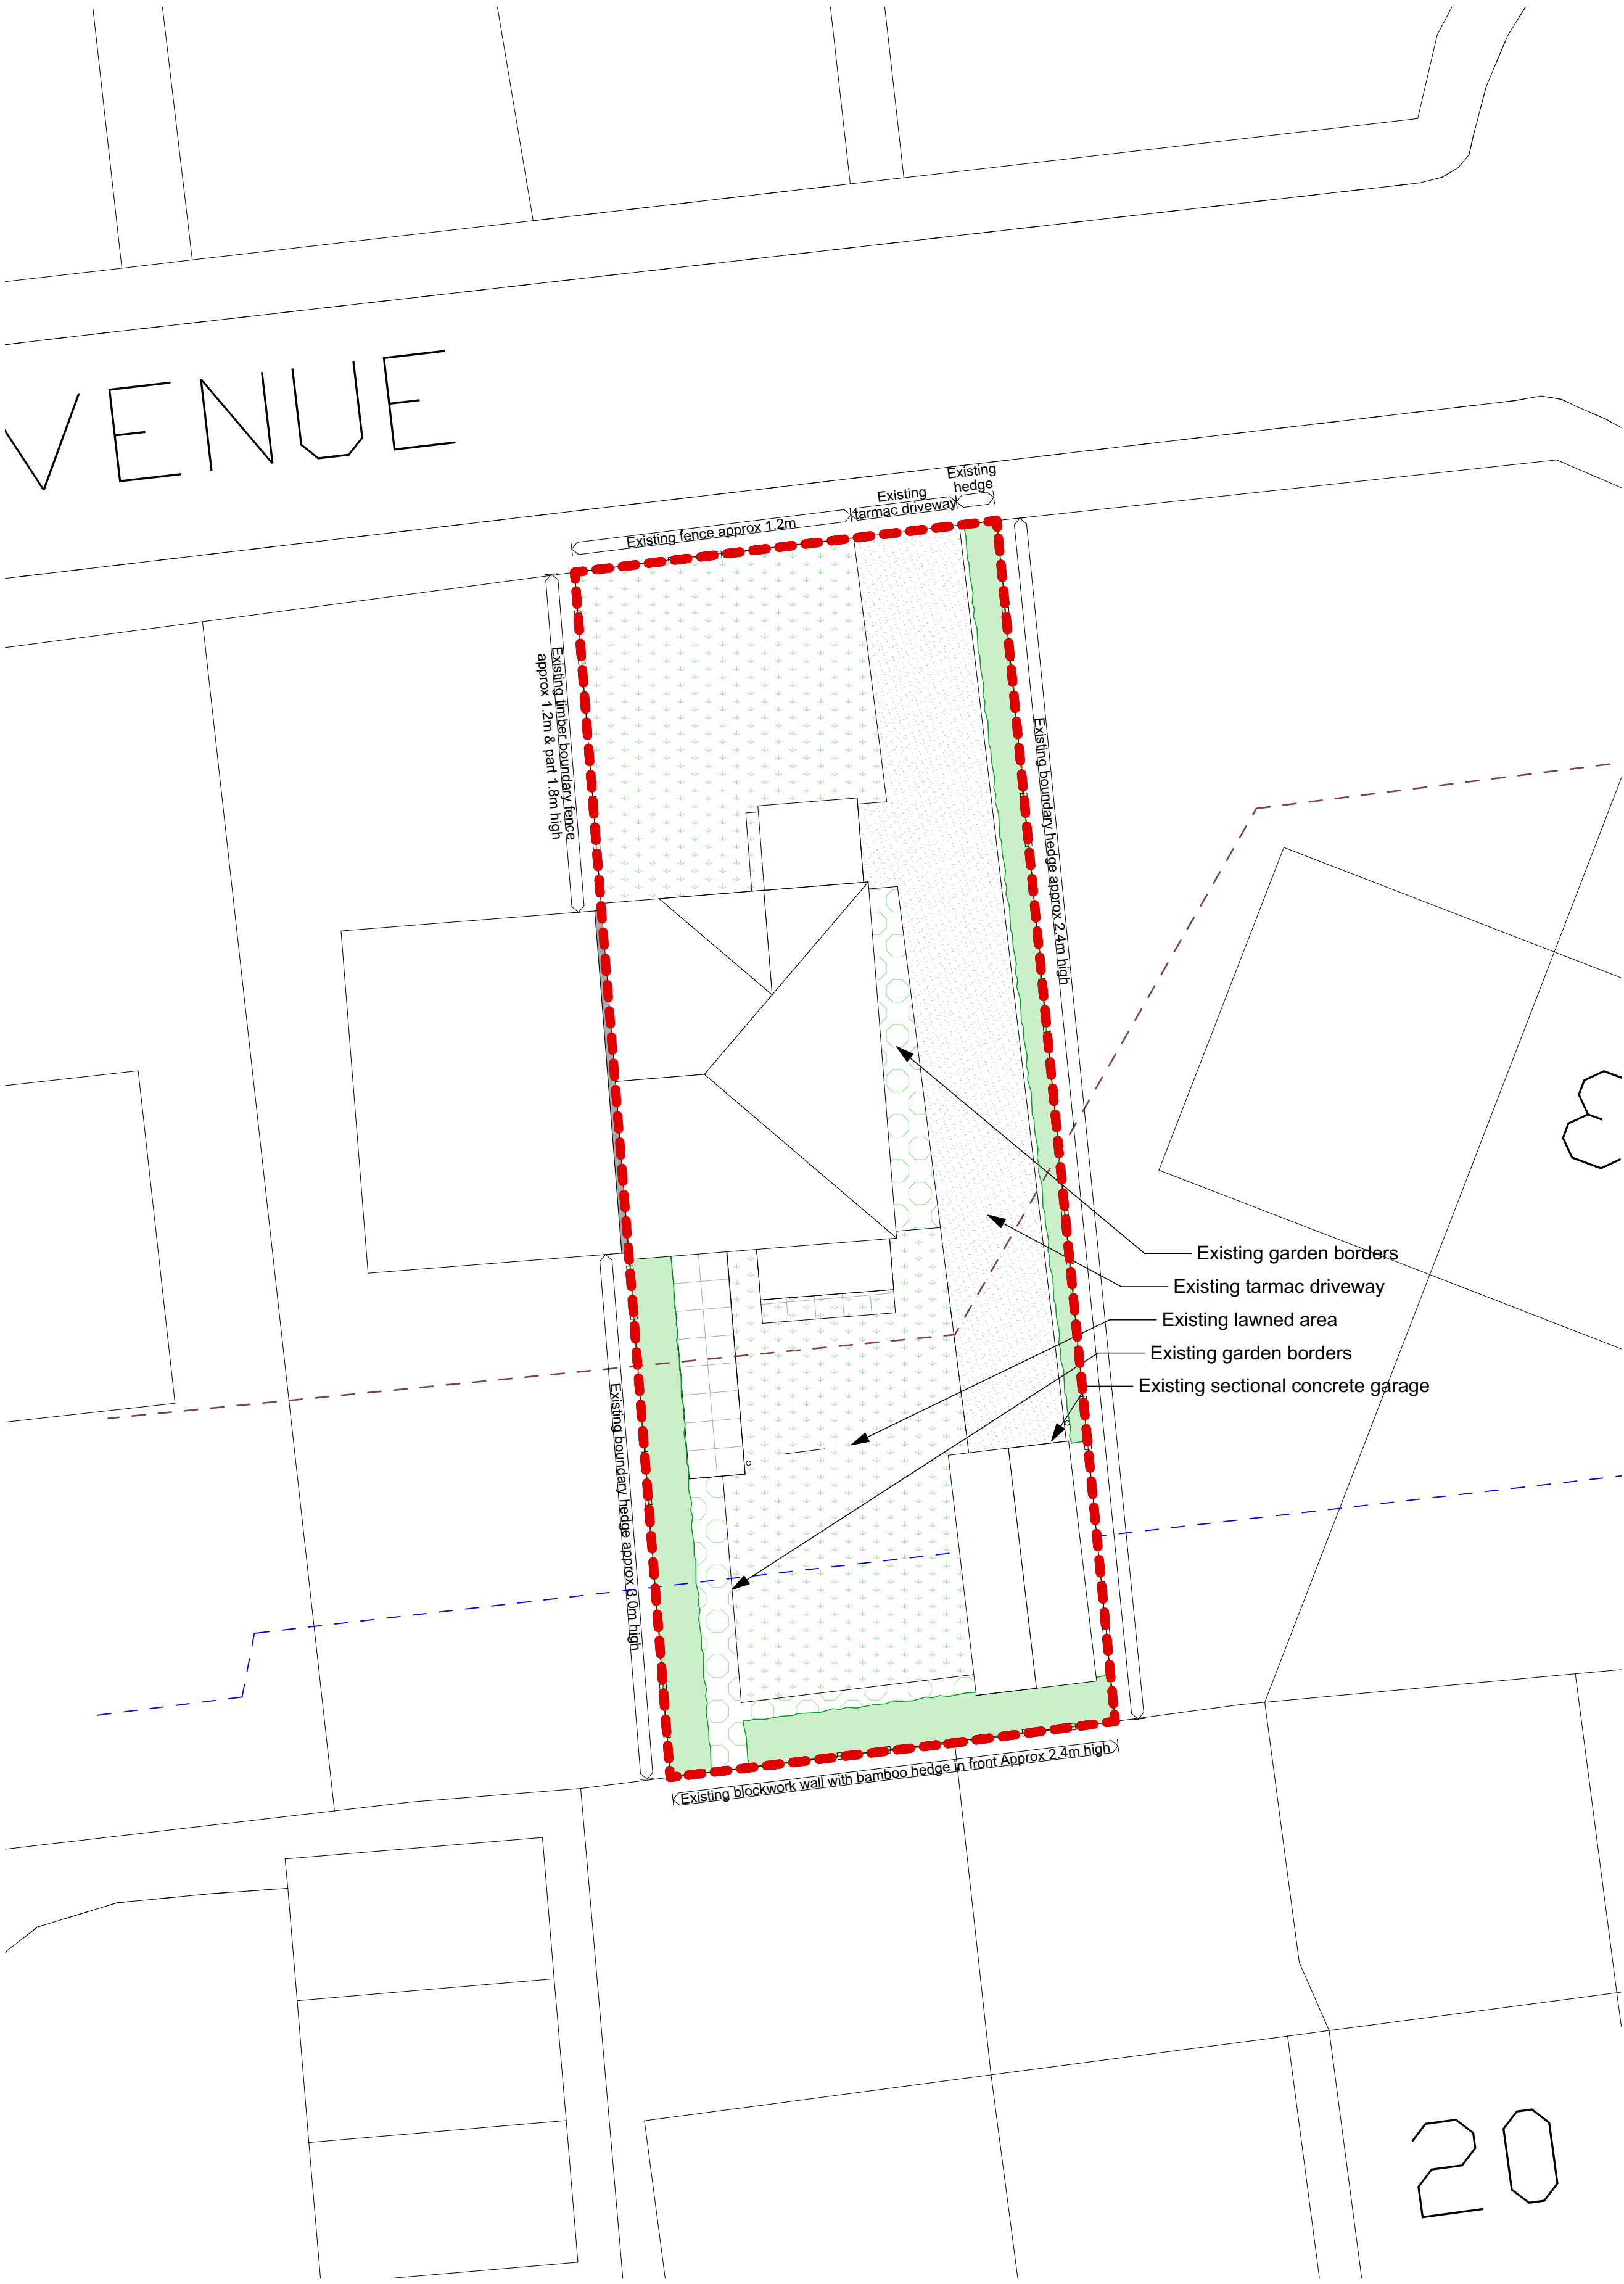 VENUE
Existing
hedge
Existing
tarmac driveway
Existing fence approx 1.2m
Existing timber boundary fence
approx 1.2m & part 1.8m high
Existing boundary hedge approx 2.4m high
3
Existing garden borders
Existing tarmac driveway
Existing lawned area
Existing garden borders
Existing sectional concrete garage
Existing boundary hedge approx 3.0m high
Existing blockwork wall with bamboo hedge in front Approx 2.4m high
20